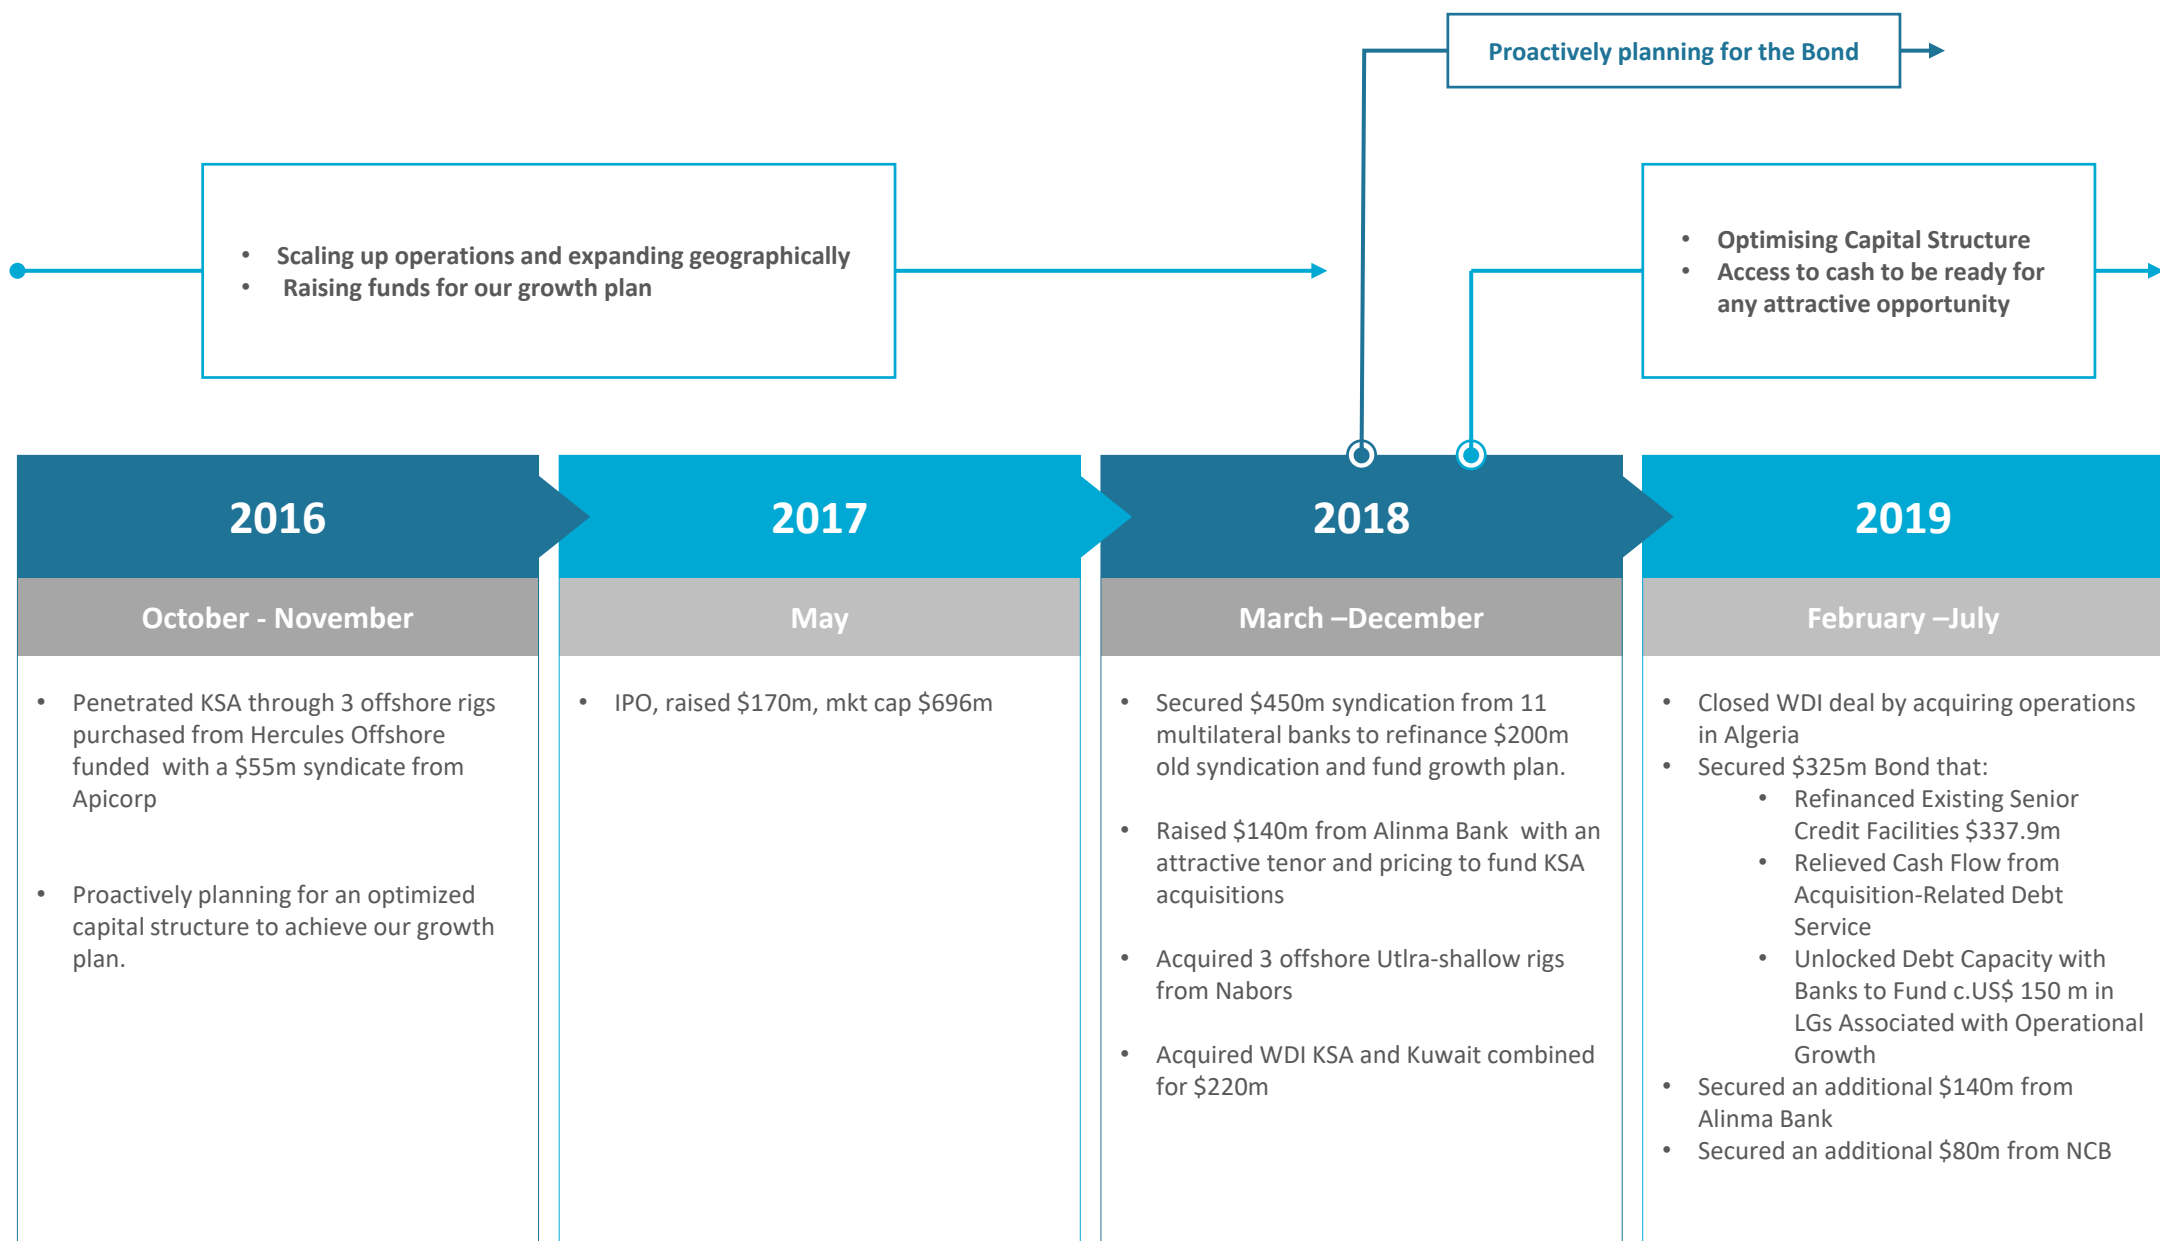 Proactively planning for the Bond
• Scaling up operations and expanding geographically
• Raising funds for our growth plan
• Optimising Capital Structure
• Access to cash to be ready for
any attractive opportunity
2016
October - November
• Penetrated KSA through 3 offshore rigs
purchased from Hercules Offshore
funded with a $55m syndicate from
Apicorp
• Proactively planning for an optimized
capital structure to achieve our growth
plan.
2017
May
• IPO, raised $170m, mkt cap $696m
2018
March –December
• Secured $450m syndication from 11
multilateral banks to refinance $200m
old syndication and fund growth plan.
• Raised $140m from Alinma Bank with an
attractive tenor and pricing to fund KSA
acquisitions
• Acquired 3 offshore Utlra-shallow rigs
from Nabors
• Acquired WDI KSA and Kuwait combined
for $220m
2019
February –July
• Closed WDI deal by acquiring operations
in Algeria
• Secured $325m Bond that:
• Refinanced Existing Senior
Credit Facilities $337.9m
• Relieved Cash Flow from
Acquisition-Related Debt
Service
• Unlocked Debt Capacity with
Banks to Fund c.US$ 150 m in
LGs Associated with Operational
Growth
• Secured an additional $140m from
Alinma Bank
• Secured an additional $80m from NCB